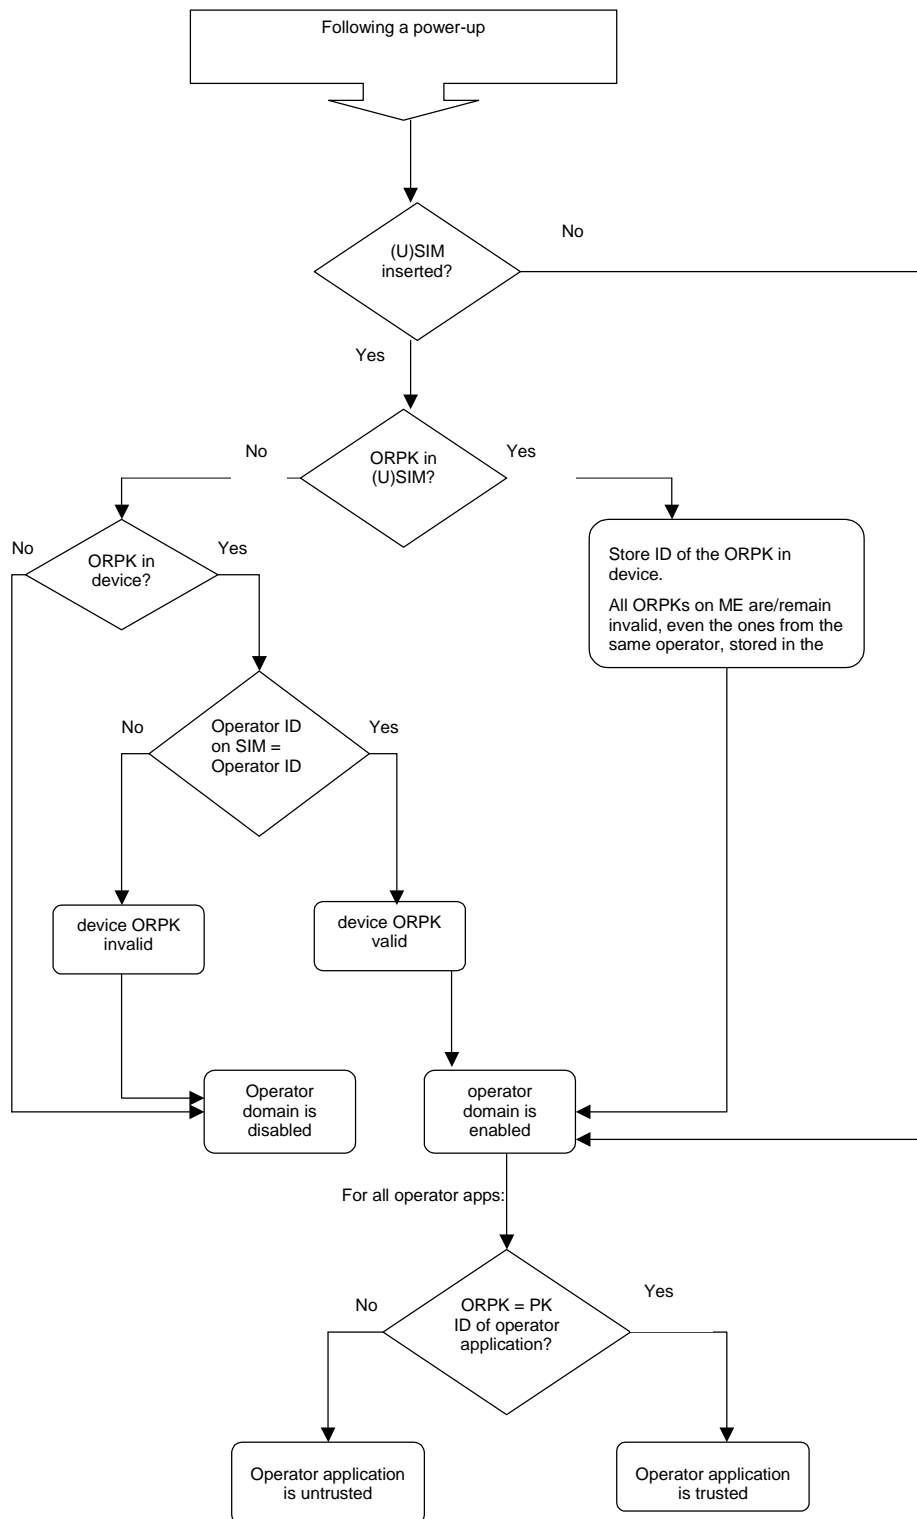 Following a power-up
No
(U)SIM
inserted?
Yes
No
Yes
ORPK in
(U)SIM?
No
Yes
ORPK in
device?
Store ID of the ORPK in
device.
All ORPKs on ME are/remain
invalid, even the ones from the
same operator, stored in the
No
Yes
Operator ID
on SIM =
Operator ID
device ORPK
invalid
device ORPK
valid
Operator
domain is
disabled
operator
domain is
enabled
For all operator apps:
No
Yes
ORPK = PK
ID of operator
application?
Operator application
is untrusted
Operator application
is trusted